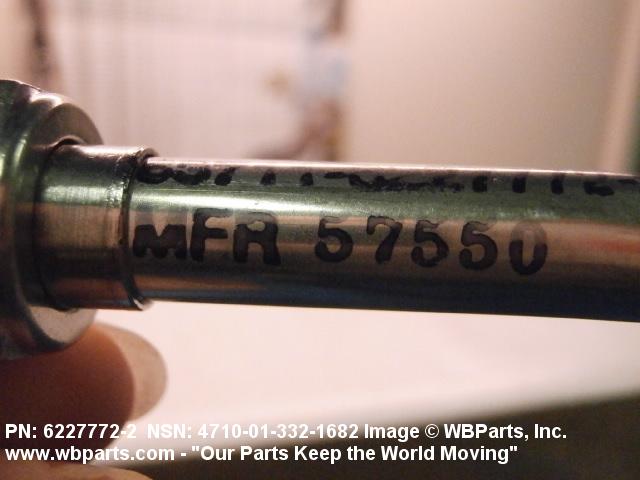 MFR 57550
PN: 6227772-2 NSN: 4710-01-332-1682 Image © WBParts, Inc.
www.wbparts.com - "Our Parts Keep the World Moving"